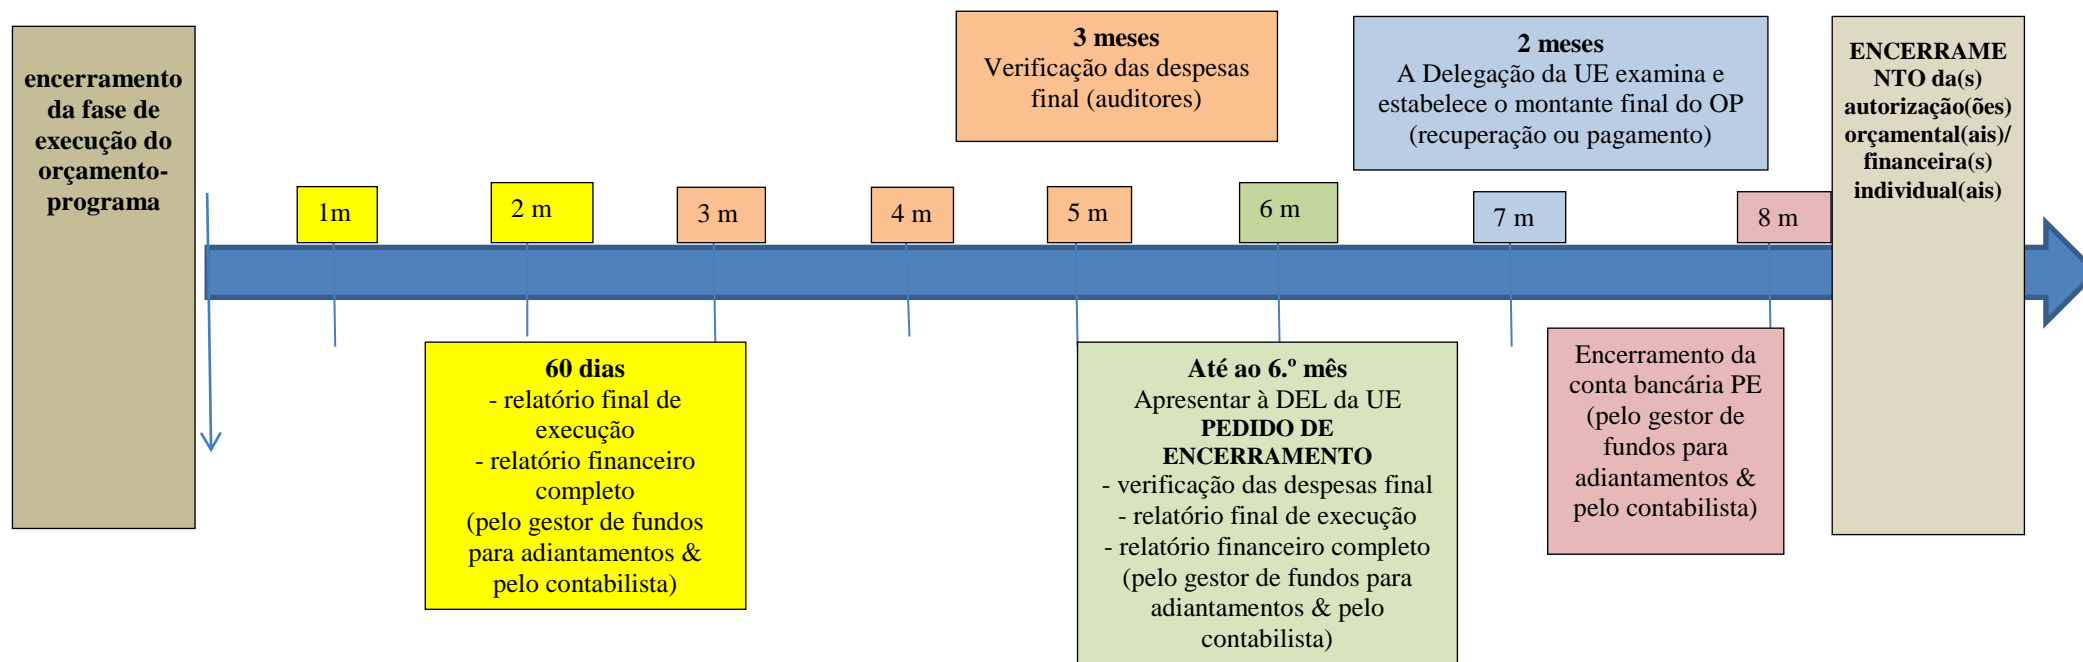 encerramento
da fase de
execução do
orçamento-
programa
3 meses
Verificação das despesas
final (auditores)
2 meses
A Delegação da UE examina e
estabelece o montante final do OP
(recuperação ou pagamento)
ENCERRAME
NTO da(s)
autorização(ões)
orçamental(ais)/
financeira(s)
individual(ais)
1m
2 m
3 m
4 m
5 m
6 m
7 m
8 m
60 dias
- relatório final de
execução
- relatório financeiro
completo
(pelo gestor de fundos
para adiantamentos &
pelo contabilista)
Até ao 6.º mês
Apresentar à DEL da UE
PEDIDO DE
ENCERRAMENTO
- verificação das despesas final
- relatório final de execução
- relatório financeiro completo
(pelo gestor de fundos para
adiantamentos & pelo
contabilista)
Encerramento da
conta bancária PE
(pelo gestor de
fundos para
adiantamentos &
pelo contabilista)